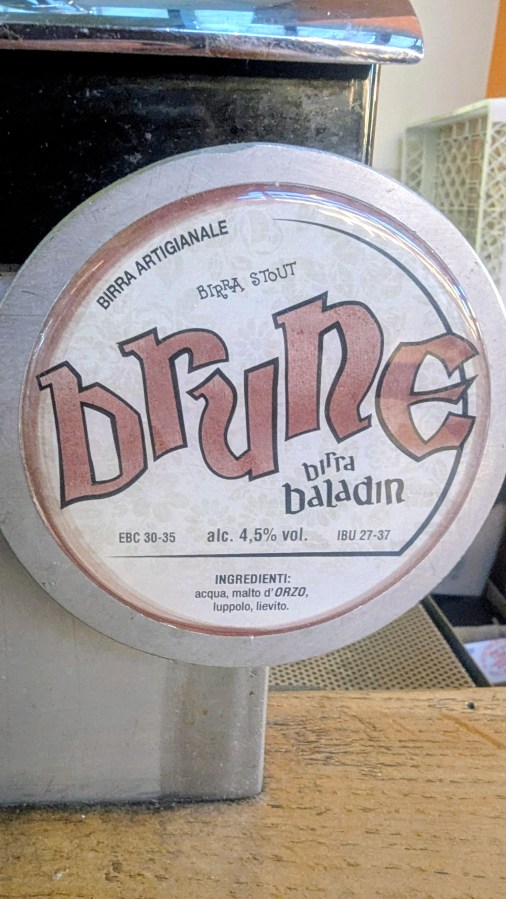 BIRRA ARTIGIANALE
BIRRA STOUT
brune
birra
baladin
EBC 30-35 alc. 4,5% vol. IBU 27-37
INGREDIENTI:
acqua, malto d'ORZO,
luppolo, lievito.